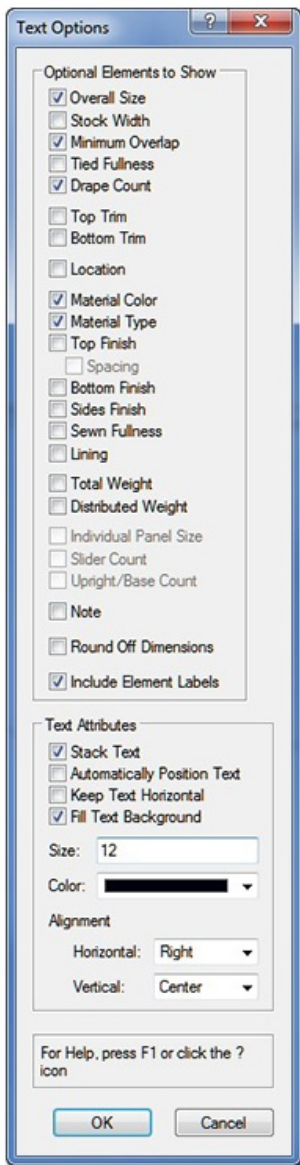 Text Options
?
Optional Elements to Show
Overall Size
Stock Width
Minimum Overlap
Tied Fullness
Drape Count
Top Trim
Bottom Trim
Location
Material Color
Material Type
Top Finish
Spacing
Bottom Finish
Sides Finish
Sewn Fullness
Lining
Total Weight
Distributed Weight
Individual Panel Size
Slider Count
Upright/Base Count
Note
Round Off Dimensions
Include Element Labels
Text Attributes
Stack Text
Automatically Position Text
Keep Text Horizontal
Fill Text Background
Size: 12
Color:
Alignment
Horizontal: Right
Vertical: Center
For Help, press F1 or click the ?
icon
OK Cancel